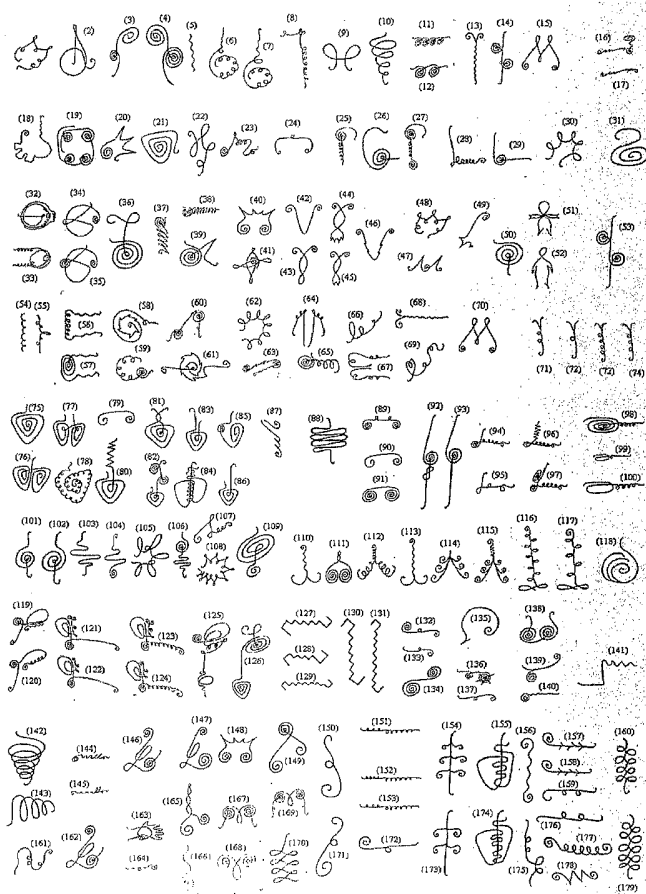 (2) (3) (4) (5) (6) (7) (8) (9) (10) (11) (12) (13) (14) (15) (16) (17)
(18) (19) (20) (21) (22) (23) (24) (25) (26) (27) (28) (29) (30) (31)
(32) (34) (36) (37) (38) (40) (42) (44) (46) (48) (49) (51) (53)
(33) (35) (39) (41) (43) (45) (47) (50) (52)
(54) (55) (56) (58) (60) (62) (64) (66) (68) (70)
(57) (59) (61) (63) (65) (67) (69) (71) (72) (72) (74)
(75) (77) (79) (81) (83) (85) (87) (88) (89) (92) (93) (94) (96) (98)
(76) (78) (80) (82) (84) (86) (90) (91) (95) (97) (99) (100)
(101) (102) (103) (104) (105) (106) (107) (108) (109) (110) (111) (112) (113) (114) (115) (116) (117) (118)
(119) (121) (123) (125) (127) (130) (131) (132) (135) (138) (141)
(120) (122) (124) (126) (128) (129) (133) (134) (136) (137) (139) (140)
(142) (144) (146) (147) (148) (149) (150) (151) (154) (155) (156) (157) (160)
(143) (145) (152) (153) (158) (159)
(161) (162) (163) (164) (165) (166) (167) (168) (169) (170) (171) (172) (173) (174) (175) (176) (177) (178) (179)